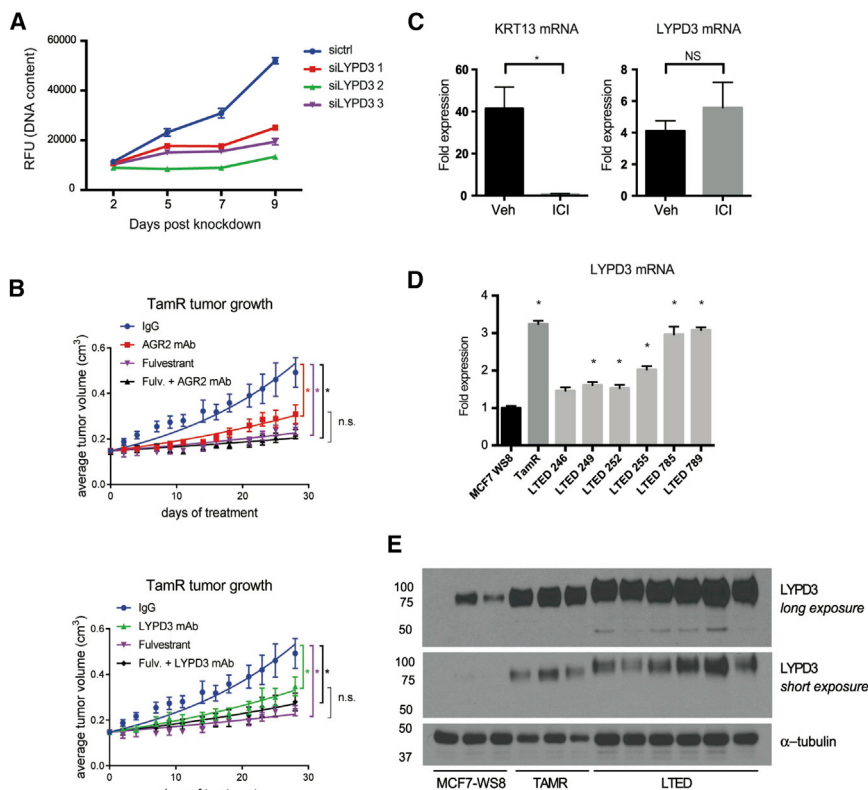 A
60000
40000
20000
0
RFU (DNA content)
2 5 7 9
Days post knockdown
sictrl
siLYPD3 1
siLYPD3 2
siLYPD3 3
C
KRT13 mRNA
*
60
40
20
0
Fold expression
Veh ICI
LYPD3 mRNA
NS
8
6
4
2
0
Fold expression
Veh ICI
B
TamR tumor growth
IgG
AGR2 mAb
Fulvestrant
Fulv. + AGR2 mAb
0.6
0.4
0.2
0.0
average tumor volume (cm3)
* * *
n.s.
0 10 20 30
days of treatment
TamR tumor growth
IgG
LYPD3 mAb
Fulvestrant
Fulv. + LYPD3 mAb
0.6
0.4
0.2
0.0
average tumor volume (cm3)
* * *
n.s.
0 10 20 30
D
LYPD3 mRNA
4
3
2
1
0
Fold expression
* * * * * *
MCF7 WS8
TamR
LTED 246
LTED 249
LTED 252
LTED 255
LTED 785
LTED 789
E
100
75
50
LYPD3
long exposure
100
75
50
LYPD3
short exposure
50
37
α–tubulin
MCF7-WS8 TAMR LTED